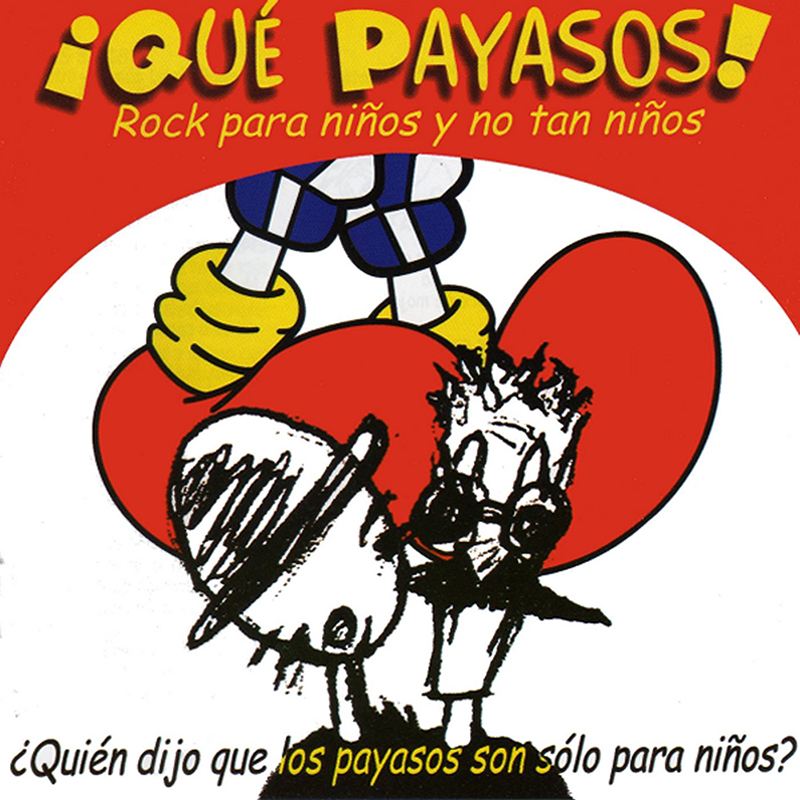 ¡QUÉ PAYASOS!
Rock para niños y no tan niños
¿Quién dijo que los payasos son sólo para niños?